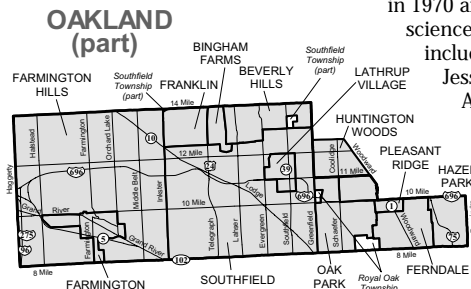 OAKLAND
(part)
in 1970 a
science
inclu
Jess
A
BINGHAM
FARMS
Southfield
Township
(part)
FARMINGTON
HILLS
Southfield
Township
(part)
FRANKLIN
BEVERLY
HILLS
LATHRUP
VILLAGE
HUNTINGTON
WOODS
PLEASANT
RIDGE
HAZEL
PARK
14 Mile
Halstead
Farmington
Orchard Lake
10
12 Mile
24
39
Coolidge
Woodward
11 Mile
Haggerty
696
Middle Belt
Inkster
10 Mile
Lodge
696
1
10 Mile
696
Grand
River
Telegraph
Lahser
Evergreen
Southfield
Greenfield
Schaefer
Woodward
275
96
Farmington
5
Grand River
75
8 Mile
102
8 Mile
FARMINGTON
SOUTHFIELD
OAK
PARK
Royal Oak
Township
FERNDALE